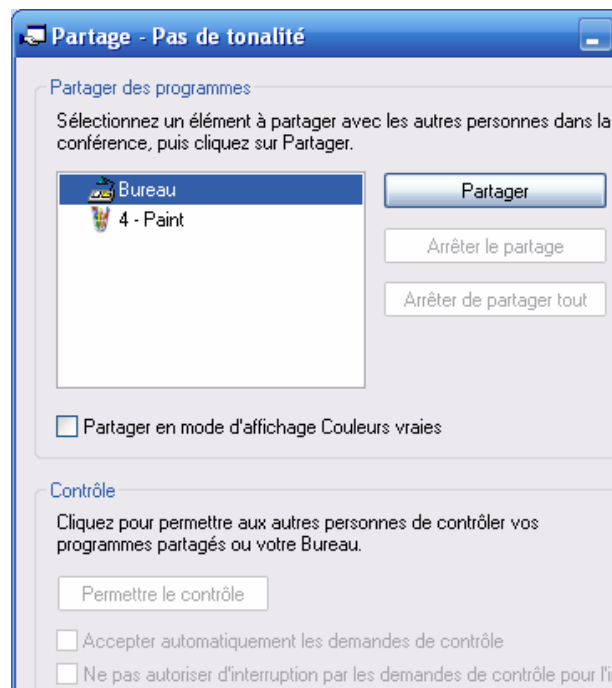 Partage - Pas de tonalité
Partager des programmes
Sélectionnez un élément à partager avec les autres personnes dans la
conférence, puis cliquez sur Partager.
Bureau
Partager
4 - Paint
Arrêter le partage
Arrêter de partager tout
Partager en mode d'affichage Couleurs vraies
Contrôle
Cliquez pour permettre aux autres personnes de contrôler vos
programmes partagés ou votre Bureau.
Permettre le contrôle
Accepter automatiquement les demandes de contrôle
Ne pas autoriser d'interruption par les demandes de contrôle pour